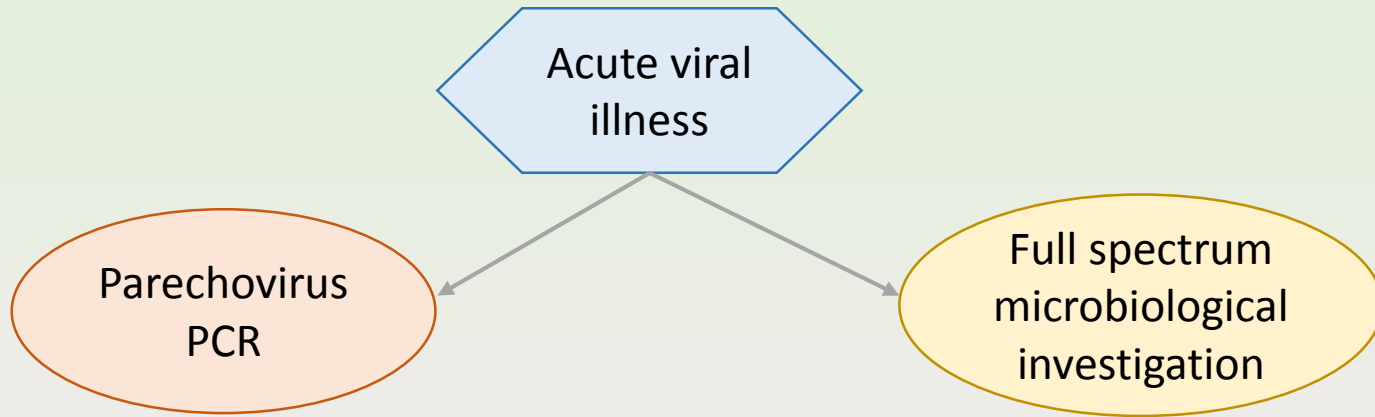 Acute viral
illness
Parechovirus
PCR
Full spectrum
microbiological
investigation